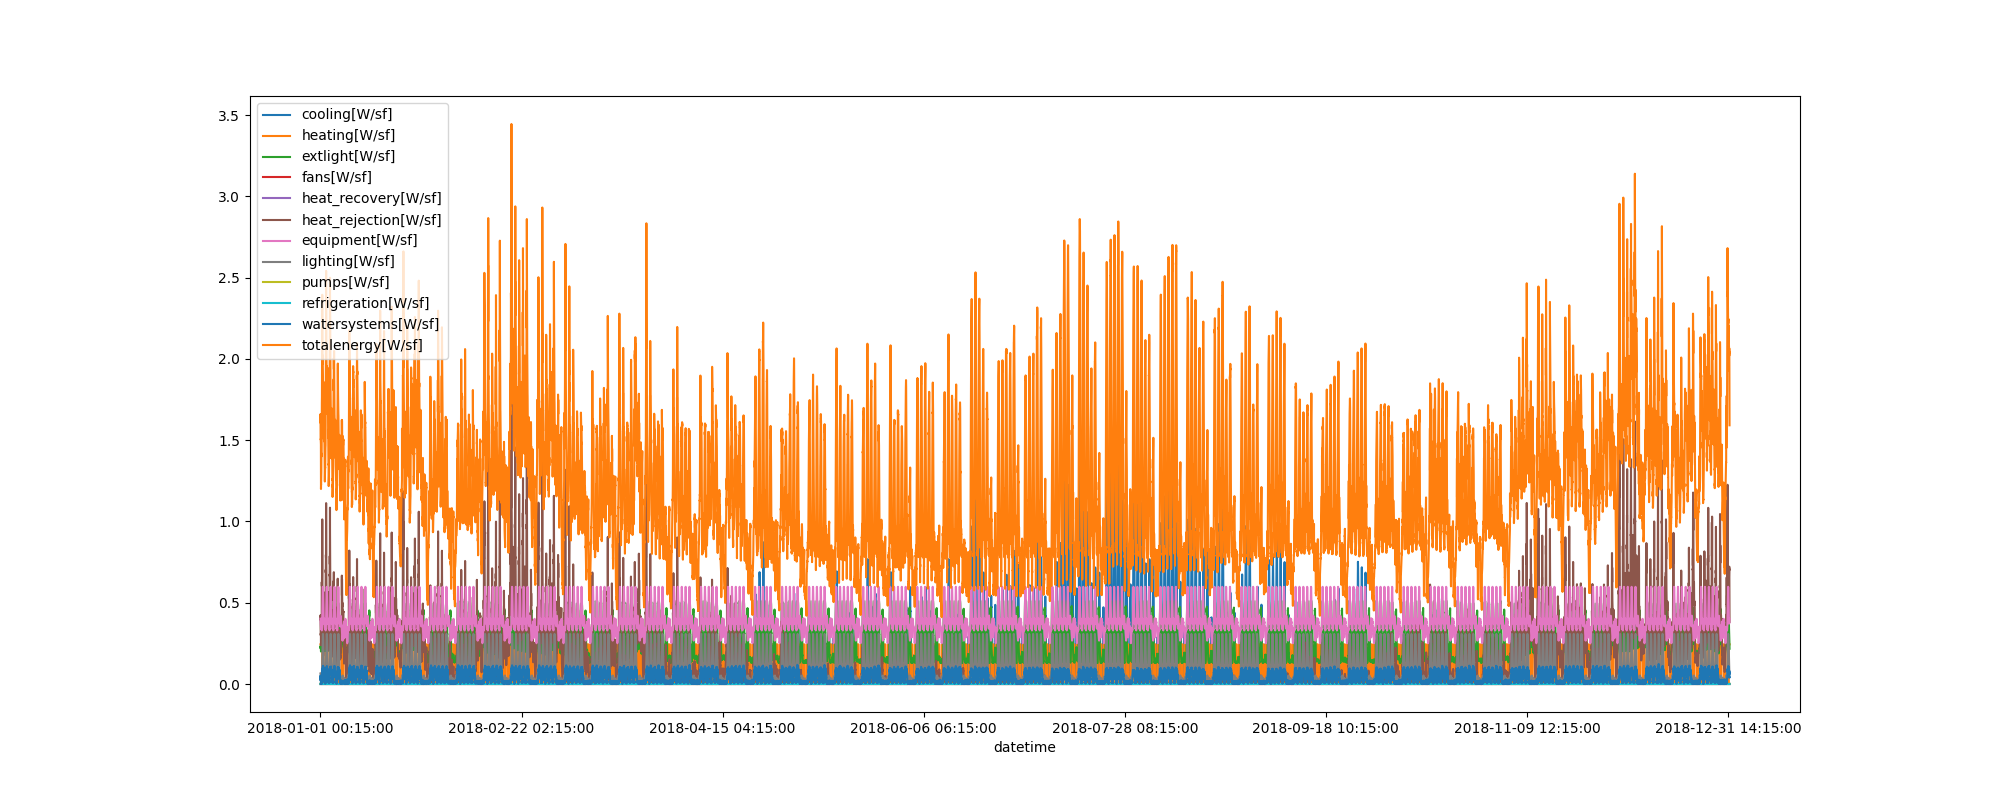 3.5
3.0
2.5
2.0
1.5
1.0
0.5
0.0
cooling[W/sf]
heating[W/sf]
extlight[W/sf]
fans[W/sf]
heat_recovery[W/sf]
heat_rejection[W/sf]
equipment[W/sf]
lighting[W/sf]
pumps[W/sf]
refrigeration[W/sf]
watersystems[W/sf]
totalenergy[W/sf]
2018-01-01 00:15:00 2018-02-22 02:15:00 2018-04-15 04:15:00 2018-06-06 06:15:00 2018-07-28 08:15:00 2018-09-18 10:15:00 2018-11-09 12:15:00 2018-12-31 14:15:00
datetime